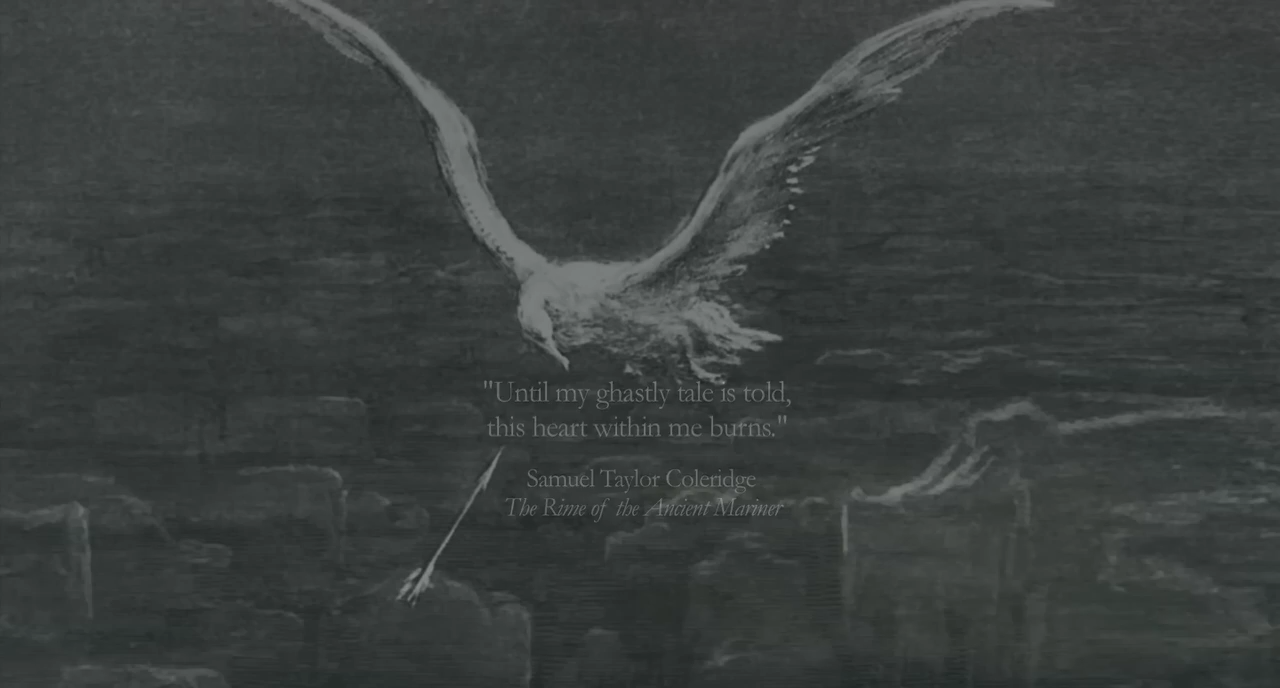 "Until my ghastly tale is told,
this heart within me burns."
Samuel Taylor Coleridge
The Rime of the Ancient Mariner